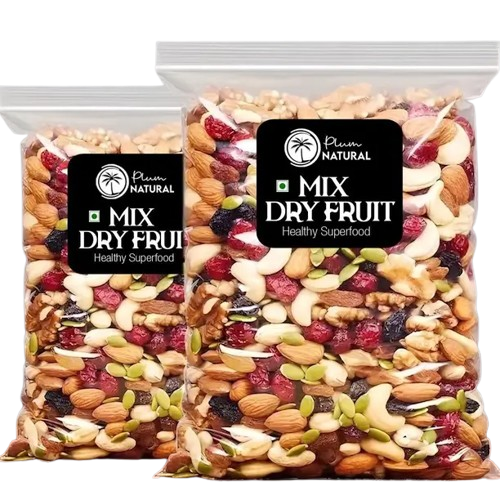 Plum
NATURAL
MIX
DRY FRUIT
Healthy Superfood
Plum
NATURAL
MIX
DRY FRUI
Healthy Superfood